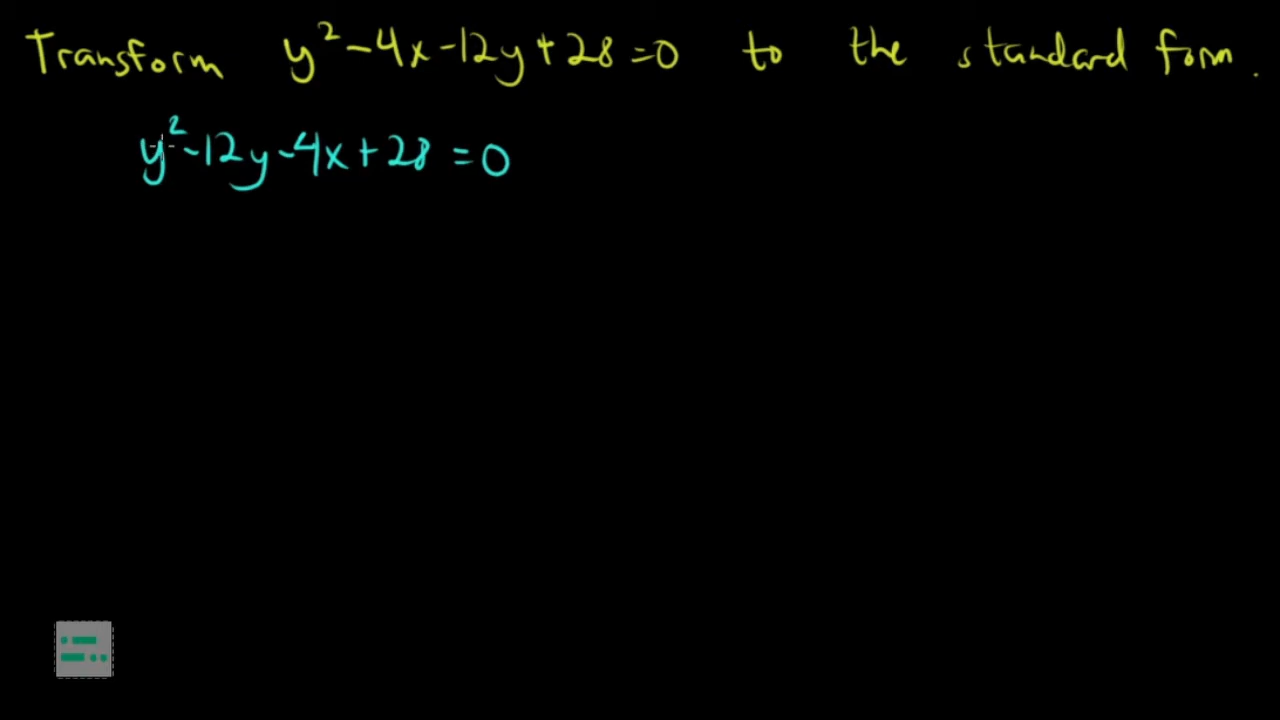 Transform y² - 4x - 12y + 28 = 0 to the standard form.
y² - 12y - 4x + 28 = 0